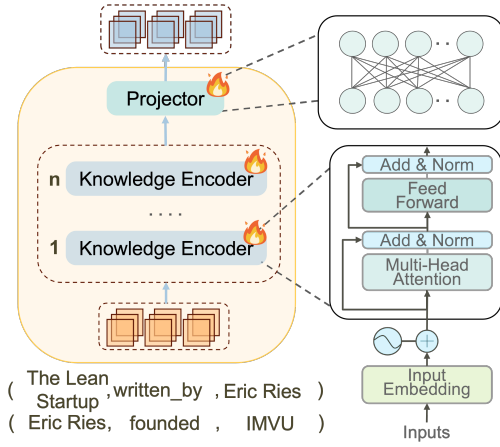 Projector
n Knowledge Encoder
....
1 Knowledge Encoder
( The Lean Startup , written_by , Eric Ries )
( Eric Ries, founded , IMVU )
. . .
. . .
Add & Norm
Feed
Forward
Add & Norm
Multi-Head
Attention
Input
Embedding
Inputs